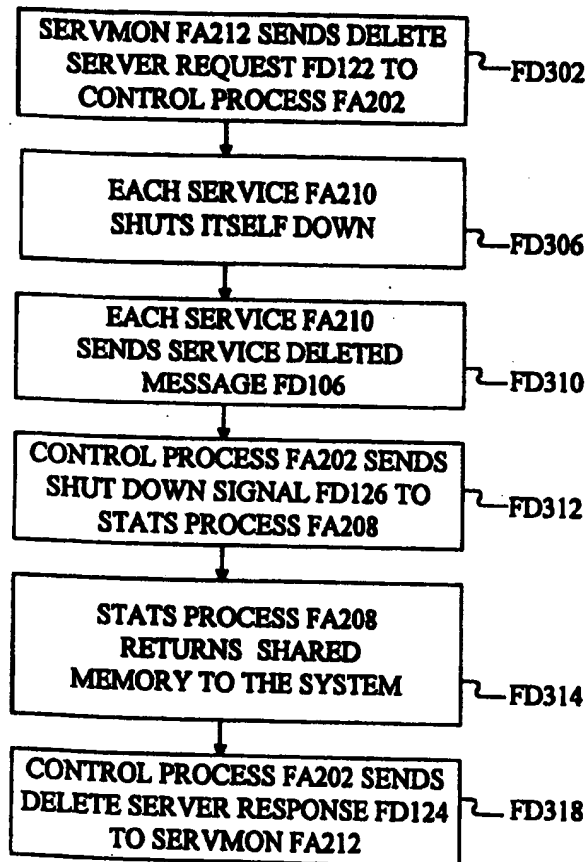 SERVMON FA212 SENDS DELETE
SERVER REQUEST FD122 TO
CONTROL PROCESS FA202
FD302
EACH SERVICE FA210
SHUTS ITSELF DOWN
FD306
EACH SERVICE FA210
SENDS SERVICE DELETED
MESSAGE FD106
FD310
CONTROL PROCESS FA202 SENDS
SHUT DOWN SIGNAL FD126 TO
STATS PROCESS FA208
FD312
STATS PROCESS FA208
RETURNS SHARED
MEMORY TO THE SYSTEM
FD314
CONTROL PROCESS FA202 SENDS
DELETE SERVER RESPONSE FD124
TO SERVMON FA212
FD318